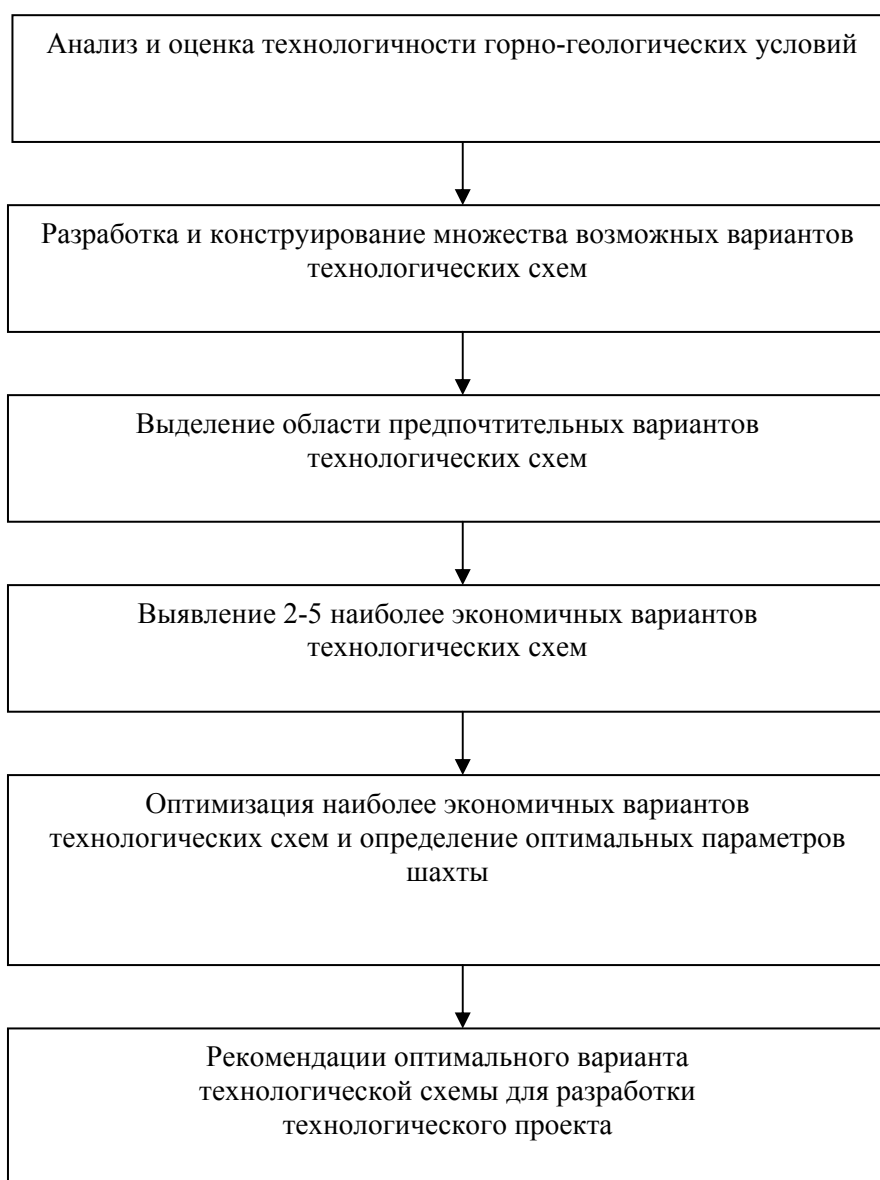 Анализ и оценка технологичности горно-геологических условий
Разработка и конструирование множества возможных вариантов
технологических схем
Выделение области предпочтительных вариантов
технологических схем
Выявление 2-5 наиболее экономичных вариантов
технологических схем
Оптимизация наиболее экономичных вариантов
технологических схем и определение оптимальных параметров
шахты
Рекомендации оптимального варианта
технологической схемы для разработки
технологического проекта